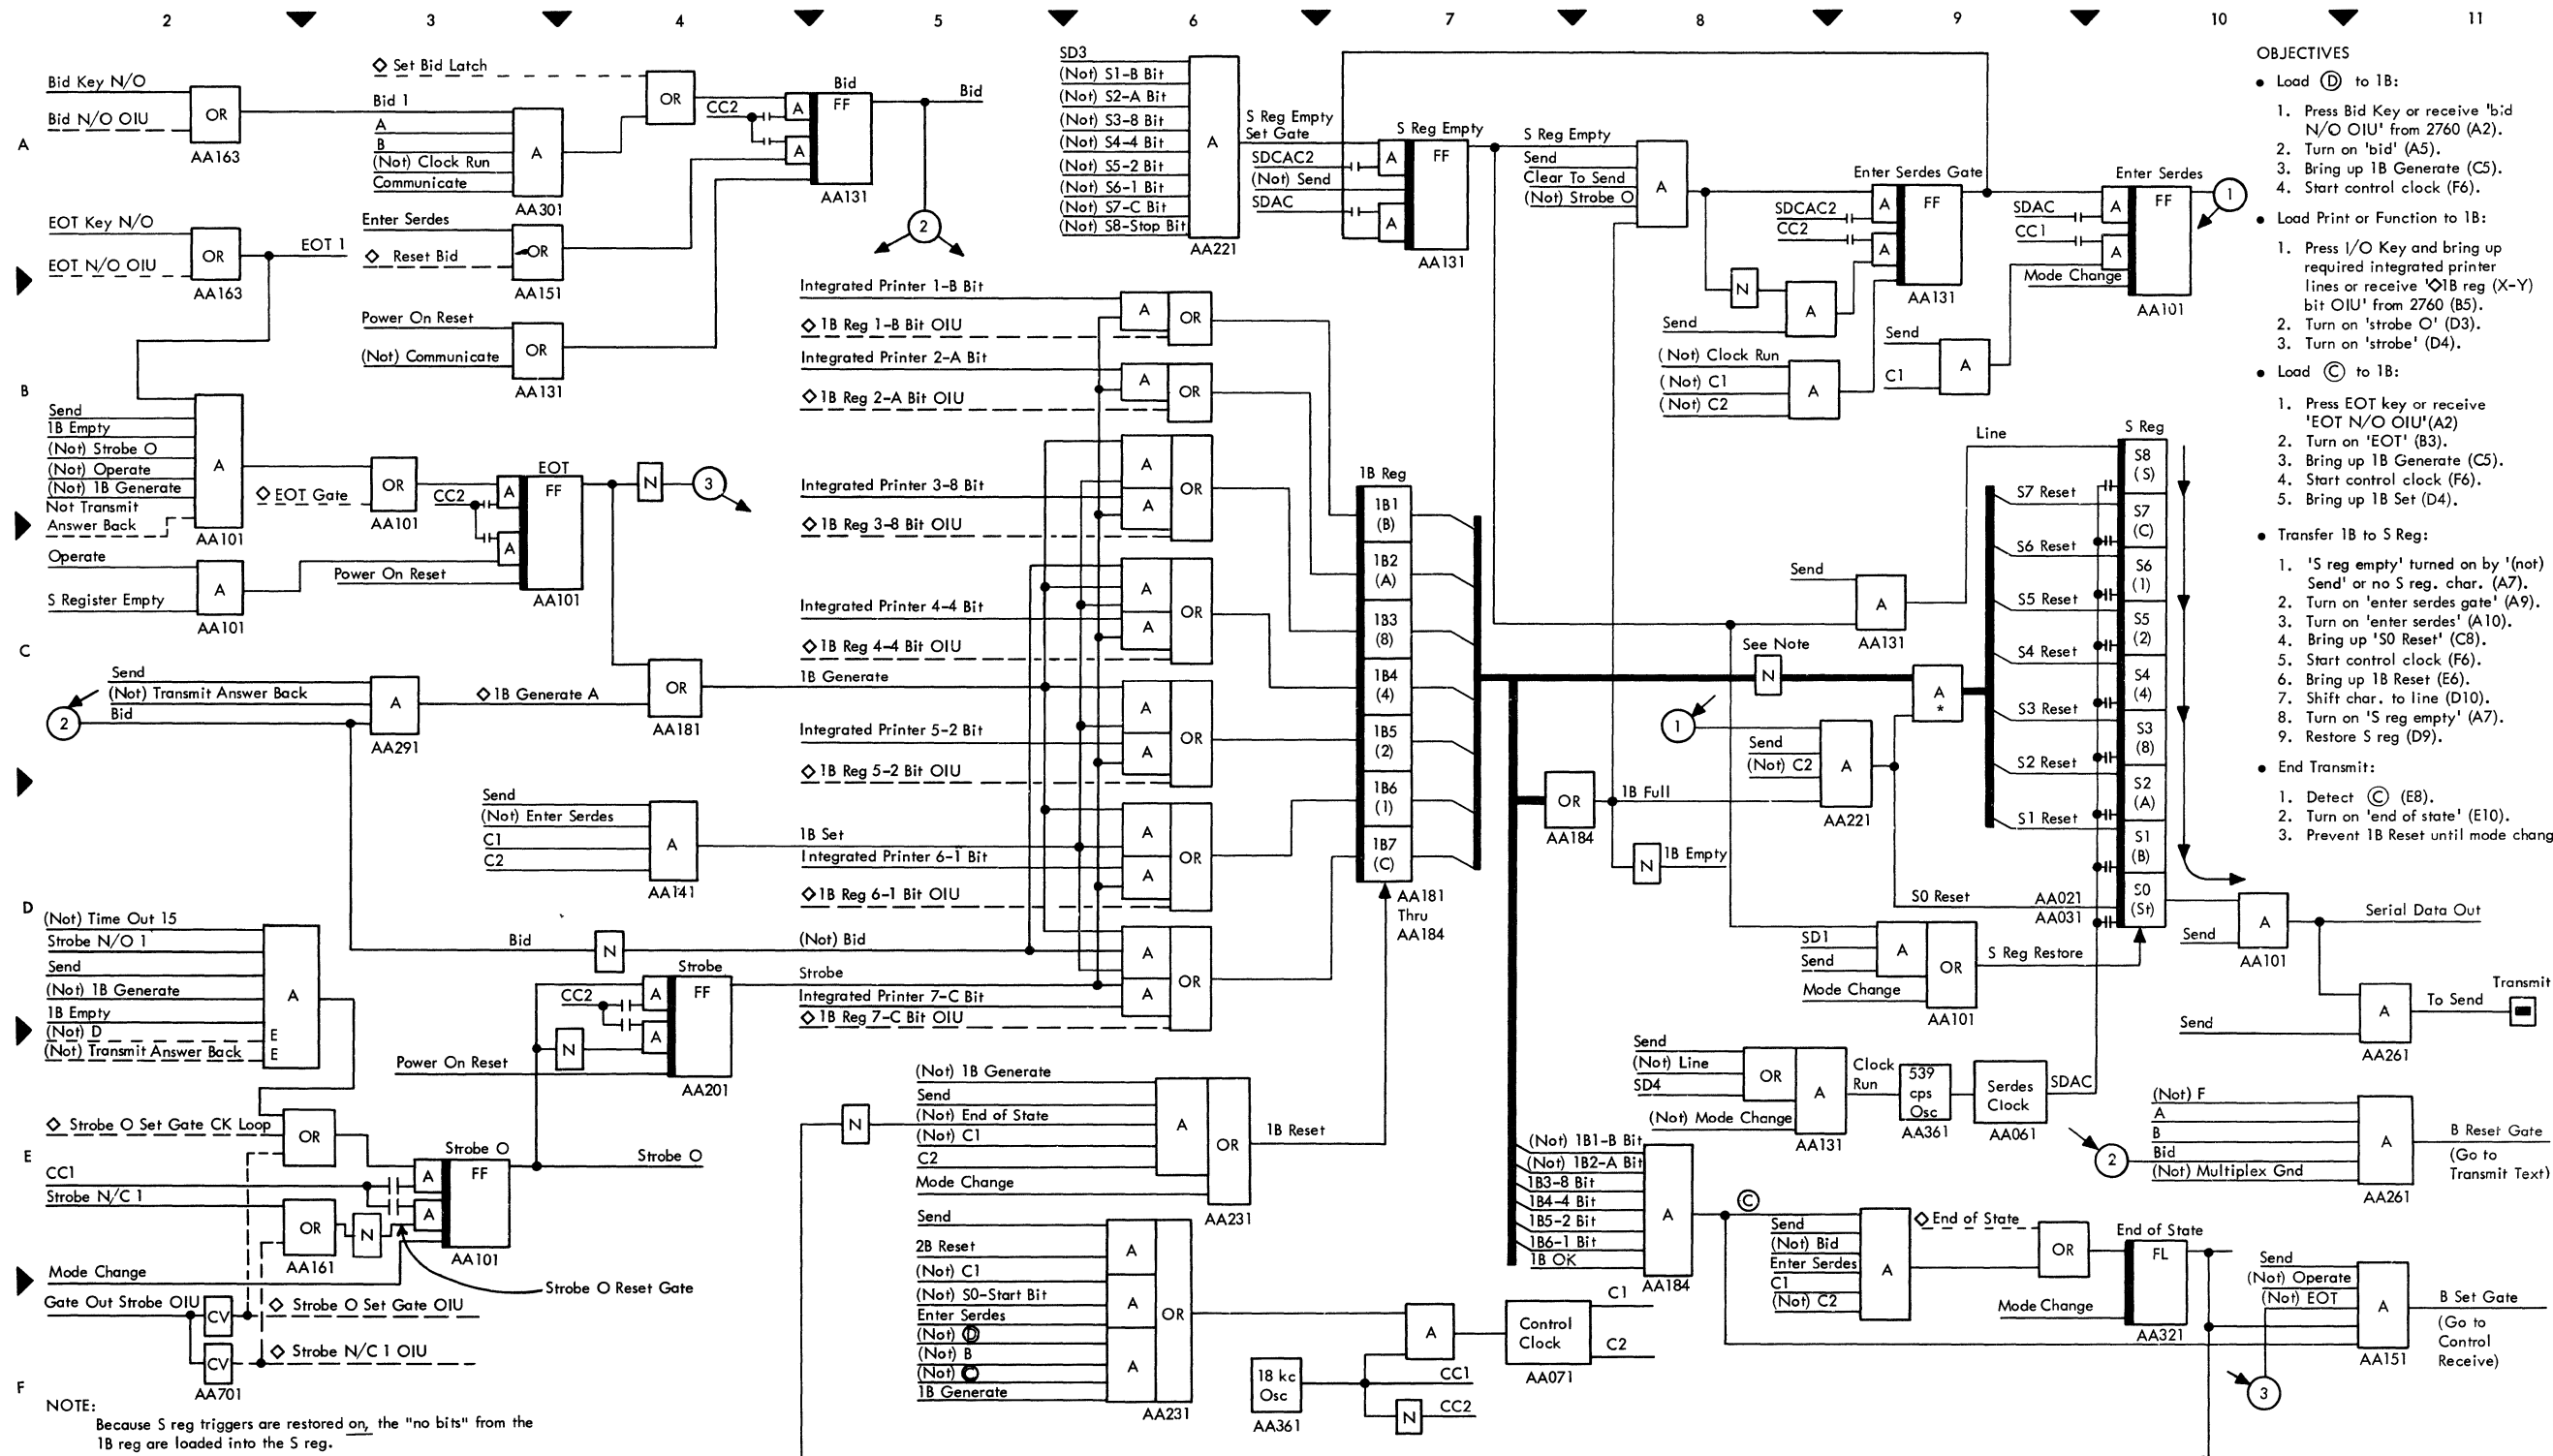 2 3 4 5 6 7 8 9 10 11
A
B
C
D
E
F
Bid Key N/O
Bid N/O OIU
OR
AA163
◇ Set Bid Latch
Bid 1
A
B
(Not) Clock Run
Communicate
A
AA301
OR
CC2
A
A
Bid
FF
AA131
Bid
2
EOT Key N/O
EOT N/O OIU
OR
AA163
EOT 1
Enter Serdes
◇ Reset Bid
OR
AA151
Power On Reset
(Not) Communicate
OR
AA131
SD3
(Not) S1-B Bit
(Not) S2-A Bit
(Not) S3-8 Bit
(Not) S4-4 Bit
(Not) S5-2 Bit
(Not) S6-1 Bit
(Not) S7-C Bit
(Not) S8-Stop Bit
A
AA221
S Reg Empty
Set Gate
SDCAC2
(Not) Send
SDAC
A
A
S Reg Empty
FF
AA131
S Reg Empty
Send
Clear To Send
(Not) Strobe O
A
Enter Serdes Gate
SDCAC2
CC2
A
A
FF
AA131
N
Send
A
(Not) Clock Run
(Not) C1
(Not) C2
A
Enter Serdes
SDAC
CC1
Mode Change
A
A
FF
AA101
1
Send
C1
A
Send
1B Empty
(Not) Strobe O
(Not) Operate
(Not) 1B Generate
Not Transmit
Answer Back
A
AA101
◇ EOT Gate
OR
AA101
CC2
A
A
EOT
FF
AA101
N
3
Operate
S Register Empty
A
AA101
Power On Reset
Send
(Not) Transmit Answer Back
Bid
2
A
AA291
◇ 1B Generate A
OR
AA181
1B Generate
Send
(Not) Enter Serdes
C1
C2
A
AA141
1B Set
Bid
N
(Not) Bid
Integrated Printer 1-B Bit
◇ 1B Reg 1-B Bit OIU
A
OR
Integrated Printer 2-A Bit
◇ 1B Reg 2-A Bit OIU
A
OR
Integrated Printer 3-8 Bit
◇ 1B Reg 3-8 Bit OIU
A
A
OR
Integrated Printer 4-4 Bit
◇ 1B Reg 4-4 Bit OIU
A
A
OR
Integrated Printer 5-2 Bit
◇ 1B Reg 5-2 Bit OIU
A
A
OR
Integrated Printer 6-1 Bit
◇ 1B Reg 6-1 Bit OIU
A
A
OR
Strobe
Integrated Printer 7-C Bit
◇ 1B Reg 7-C Bit OIU
A
A
OR
1B Reg
1B1
(B)
1B2
(A)
1B3
(8)
1B4
(4)
1B5
(2)
1B6
(1)
1B7
(C)
AA181
Thru
AA184
(Not) Time Out 15
Strobe N/O 1
Send
(Not) 1B Generate
1B Empty
(Not) D
(Not) Transmit Answer Back
A
E
E
CC2
N
A
A
Strobe
FF
AA201
Power On Reset
◇ Strobe O Set Gate CK Loop
OR
CC1
Strobe N/C 1
OR
AA161
N
A
A
Strobe O
FF
AA101
Strobe O
Strobe O Reset Gate
Mode Change
Gate Out Strobe OIU
CV
CV
AA701
◇ Strobe O Set Gate OIU
◇ Strobe N/C 1 OIU
NOTE:
Because S reg triggers are restored on, the "no bits" from the
1B reg are loaded into the S reg.
N
(Not) 1B Generate
Send
(Not) End of State
(Not) C1
C2
Mode Change
A
OR
AA231
1B Reset
Send
2B Reset
(Not) C1
(Not) S0-Start Bit
Enter Serdes
(Not) Ⓓ
(Not) B
(Not) Ⓒ
1B Generate
A
A
A
OR
AA231
18 kc
Osc
AA361
A
CC1
N
CC2
Control
Clock
AA071
C1
C2
Line
Send
A
AA131
See Note
N
A
*
1
Send
(Not) C2
A
AA221
OR
AA184
1B Full
N
1B Empty
S0 Reset
AA021
AA031
S7 Reset
S6 Reset
S5 Reset
S4 Reset
S3 Reset
S2 Reset
S1 Reset
S Reg
S8
(S)
S7
(C)
S6
(1)
S5
(2)
S4
(4)
S3
(8)
S2
(A)
S1
(B)
S0
(St)
SD1
Send
Mode Change
A
OR
AA101
S Reg Restore
Send
A
AA101
Serial Data Out
Send
A
AA261
To Send
Transmit
Send
(Not) Line
SD4
(Not) Mode Change
OR
A
AA131
Clock
Run
539
cps
Osc
AA361
Serdes
Clock
AA061
SDAC
(Not) F
A
B
Bid
(Not) Multiplex Gnd
2
A
AA261
B Reset Gate
(Go to
Transmit Text)
(Not) 1B1-B Bit
(Not) 1B2-A Bit
1B3-8 Bit
1B4-4 Bit
1B5-2 Bit
1B6-1 Bit
1B OK
A
AA184
Ⓒ
Send
(Not) Bid
Enter Serdes
C1
(Not) C2
A
◇ End of State
OR
Mode Change
End of State
FL
AA321
Send
(Not) Operate
(Not) EOT
A
AA151
3
B Set Gate
(Go to
Control
Receive)
OBJECTIVES
• Load Ⓓ to 1B:
1. Press Bid Key or receive 'bid
N/O OIU' from 2760 (A2).
2. Turn on 'bid' (A5).
3. Bring up 1B Generate (C5).
4. Start control clock (F6).
• Load Print or Function to 1B:
1. Press I/O Key and bring up
required integrated printer
lines or receive '◇1B reg (X-Y)
bit OIU' from 2760 (B5).
2. Turn on 'strobe O' (D3).
3. Turn on 'strobe' (D4).
• Load Ⓒ to 1B:
1. Press EOT key or receive
'EOT N/O OIU'(A2)
2. Turn on 'EOT' (B3).
3. Bring up 1B Generate (C5).
4. Start control clock (F6).
5. Bring up 1B Set (D4).
• Transfer 1B to S Reg:
1. 'S reg empty' turned on by '(not)
Send' or no S reg. char. (A7).
2. Turn on 'enter serdes gate' (A9).
3. Turn on 'enter serdes' (A10).
4. Bring up 'S0 Reset' (C8).
5. Start control clock (F6).
6. Bring up 1B Reset (E6).
7. Shift char. to line (D10).
8. Turn on 'S reg empty' (A7).
9. Restore S reg (D9).
• End Transmit:
1. Detect Ⓒ (E8).
2. Turn on 'end of state' (E10).
3. Prevent 1B Reset until mode chang